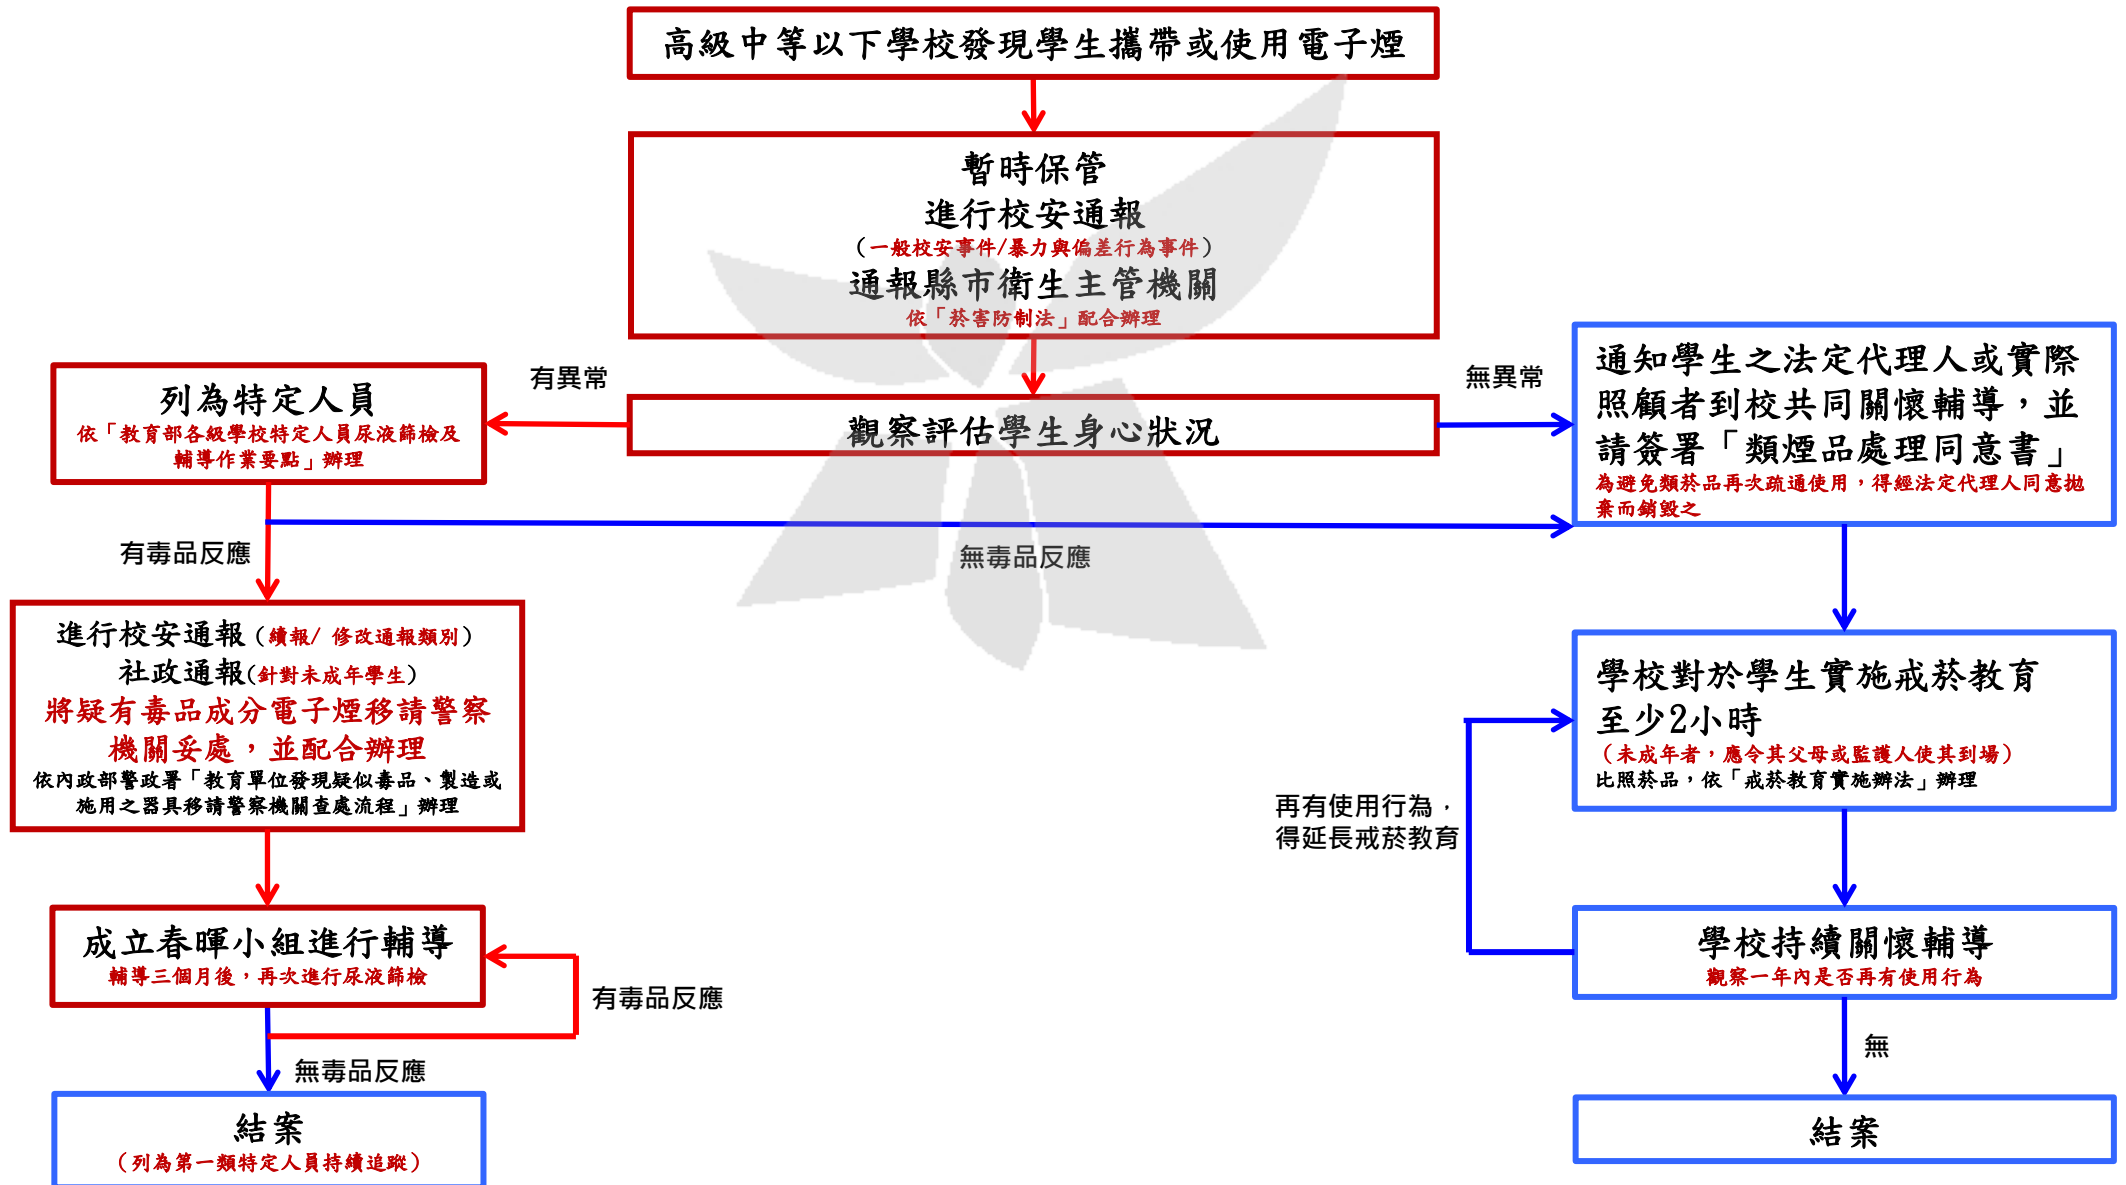 高級中等以下學校發現學生攜帶或使用電子煙
暫時保管
進行校安通報
（一般校安事件/暴力與偏差行為事件）
通報縣市衛生主管機關
依「菸害防制法」配合辦理
有異常
觀察評估學生身心狀況
無異常
列為特定人員
依「教育部各級學校特定人員尿液篩檢及
輔導作業要點」辦理
通知學生之法定代理人或實際
照顧者到校共同關懷輔導，並
請簽署「類煙品處理同意書」
為避免類菸品再次疏通使用，得經法定代理人同意拋
棄而銷毀之
有毒品反應
無毒品反應
進行校安通報（續報/ 修改通報類別）
社政通報(針對未成年學生)
將疑有毒品成分電子煙移請警察
機關妥處，並配合辦理
依內政部警政署「教育單位發現疑似毒品、製造或
施用之器具移請警察機關查處流程」辦理
學校對於學生實施戒菸教育
至少2小時
（未成年者，應令其父母或監護人使其到場）
比照菸品，依「戒菸教育實施辦法」辦理
再有使用行為，
得延長戒菸教育
成立春暉小組進行輔導
輔導三個月後，再次進行尿液篩檢
有毒品反應
無毒品反應
學校持續關懷輔導
觀察一年內是否再有使用行為
無
結案
（列為第一類特定人員持續追蹤）
結案